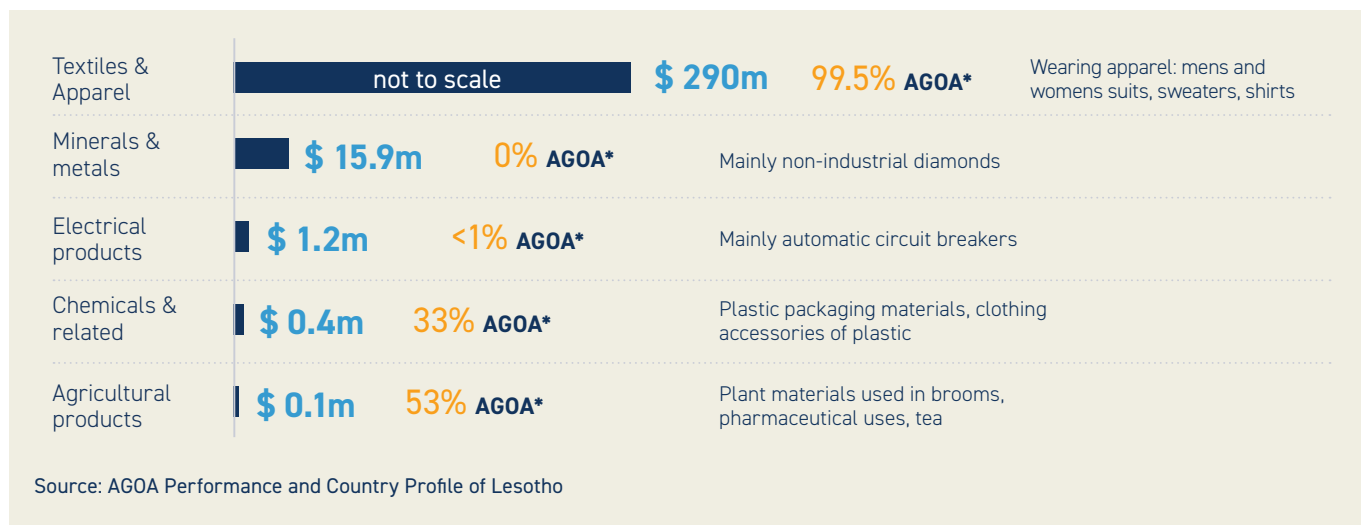 Textiles &
Apparel
not to scale
$ 290m
99.5% AGOA*
Wearing apparel: mens and
womens suits, sweaters, shirts
Minerals &
metals
$ 15.9m
0% AGOA*
Mainly non-industrial diamonds
Electrical
products
$ 1.2m
<1% AGOA*
Mainly automatic circuit breakers
Chemicals &
related
$ 0.4m
33% AGOA*
Plastic packaging materials, clothing
accessories of plastic
Agricultural
products
$ 0.1m
53% AGOA*
Plant materials used in brooms,
pharmaceutical uses, tea
Source: AGOA Performance and Country Profile of Lesotho